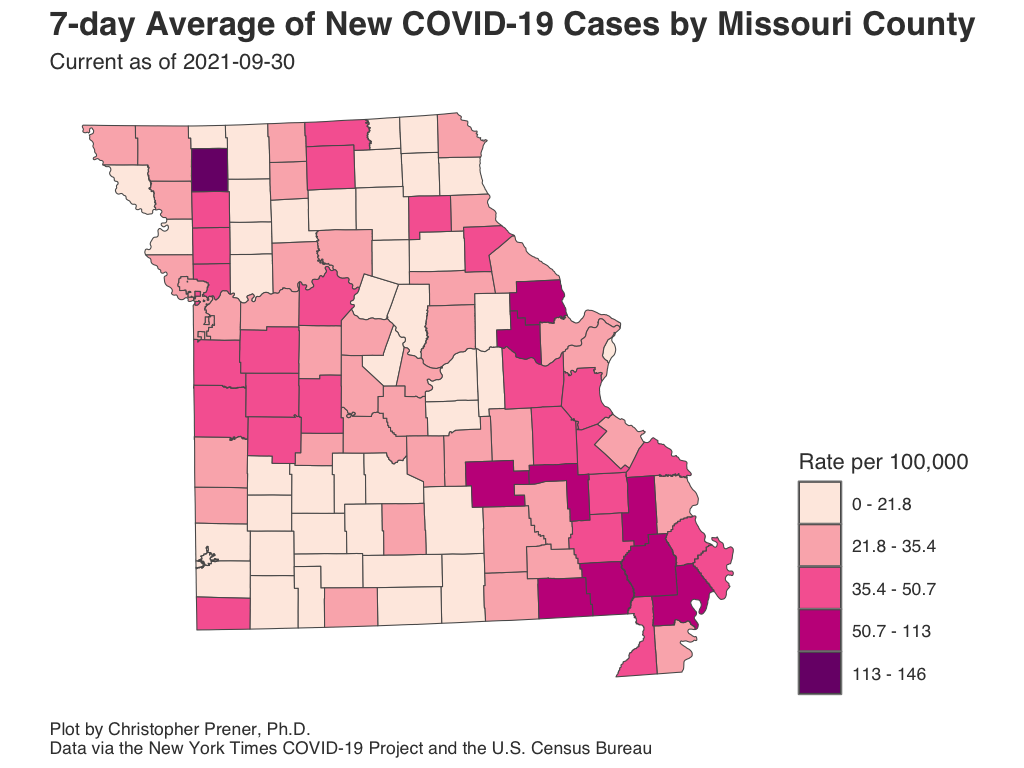 7-day Average of New COVID-19 Cases by Missouri County
Current as of 2021-09-30
Rate per 100,000
0 - 21.8
21.8 - 35.4
35.4 - 50.7
50.7 - 113
113 - 146
Plot by Christopher Prener, Ph.D.
Data via the New York Times COVID-19 Project and the U.S. Census Bureau